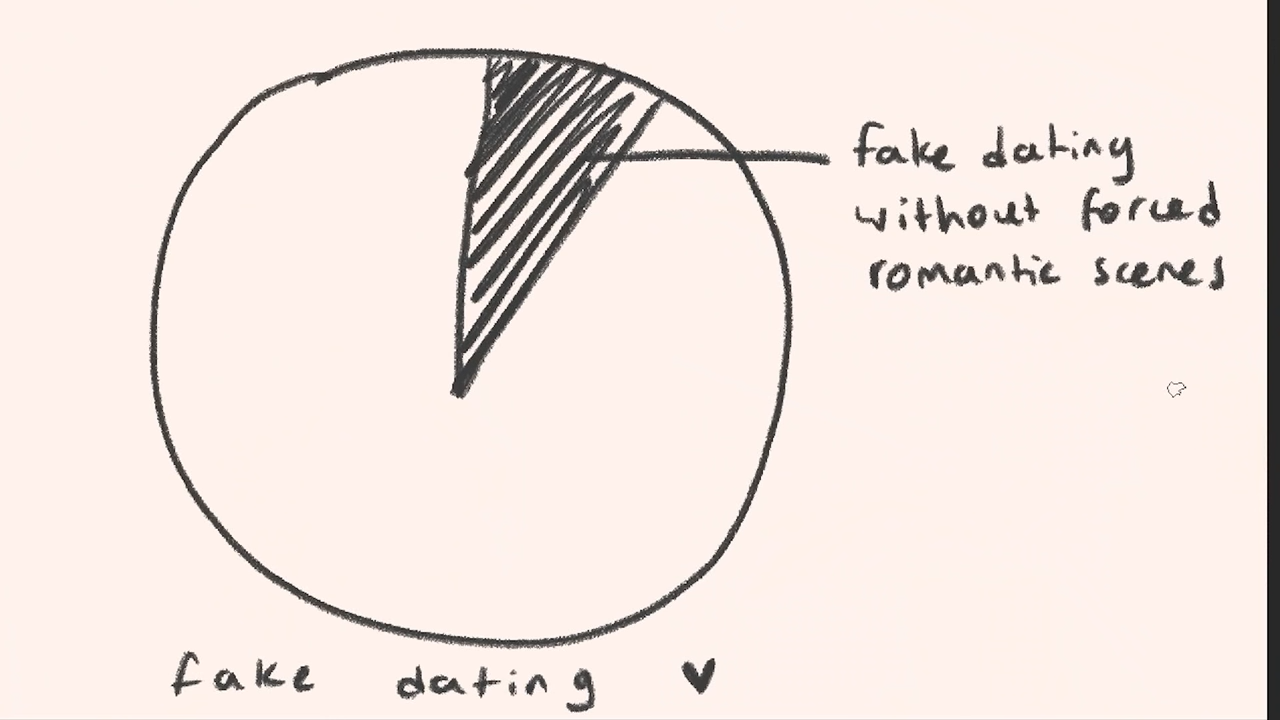 fake dating
without forced
romantic scenes
fake dating ♥